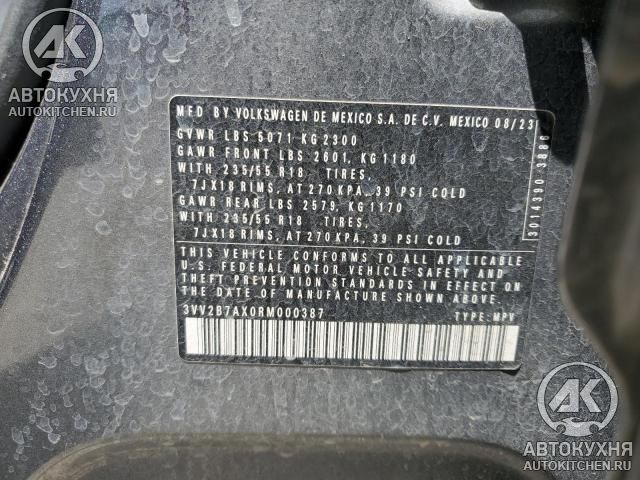 AK
АВТОКУХНЯ
AUTOKITCHEN.RU
MFD BY VOLKSWAGEN DE MEXICO S.A. DE C.V. MEXICO 08/23
GVWR LBS 5071 KG 2300
GAWR FRONT LBS 2601, KG 1180
WITH 235/55 R18 TIRES,
7JX18 RIMS, AT 270 KPA, 39 PSI COLD
GAWR REAR LBS 2579, KG 1170
WITH 235/55 R18 TIRES,
7JX18 RIMS, AT 270 KPA, 39 PSI COLD
3014390 3886
THIS VEHICLE CONFORMS TO ALL APPLICABLE
U.S. FEDERAL MOTOR VEHICLE SAFETY AND
THEFT PREVENTION STANDARDS IN EFFECT ON
THE DATE OF MANUFACTURE SHOWN ABOVE.
3VV2B7AX0RM000387 TYPE:MPV
AK
АВТОКУХНЯ
AUTOKITCHEN.RU